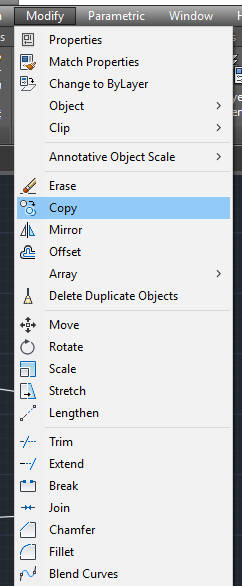 Modify Parametric Window
Properties
Match Properties
Change to ByLayer
Object
Clip
Annotative Object Scale
Erase
Copy
Mirror
Offset
Array
Delete Duplicate Objects
Move
Rotate
Scale
Stretch
Lengthen
Trim
Extend
Break
Join
Chamfer
Fillet
Blend Curves